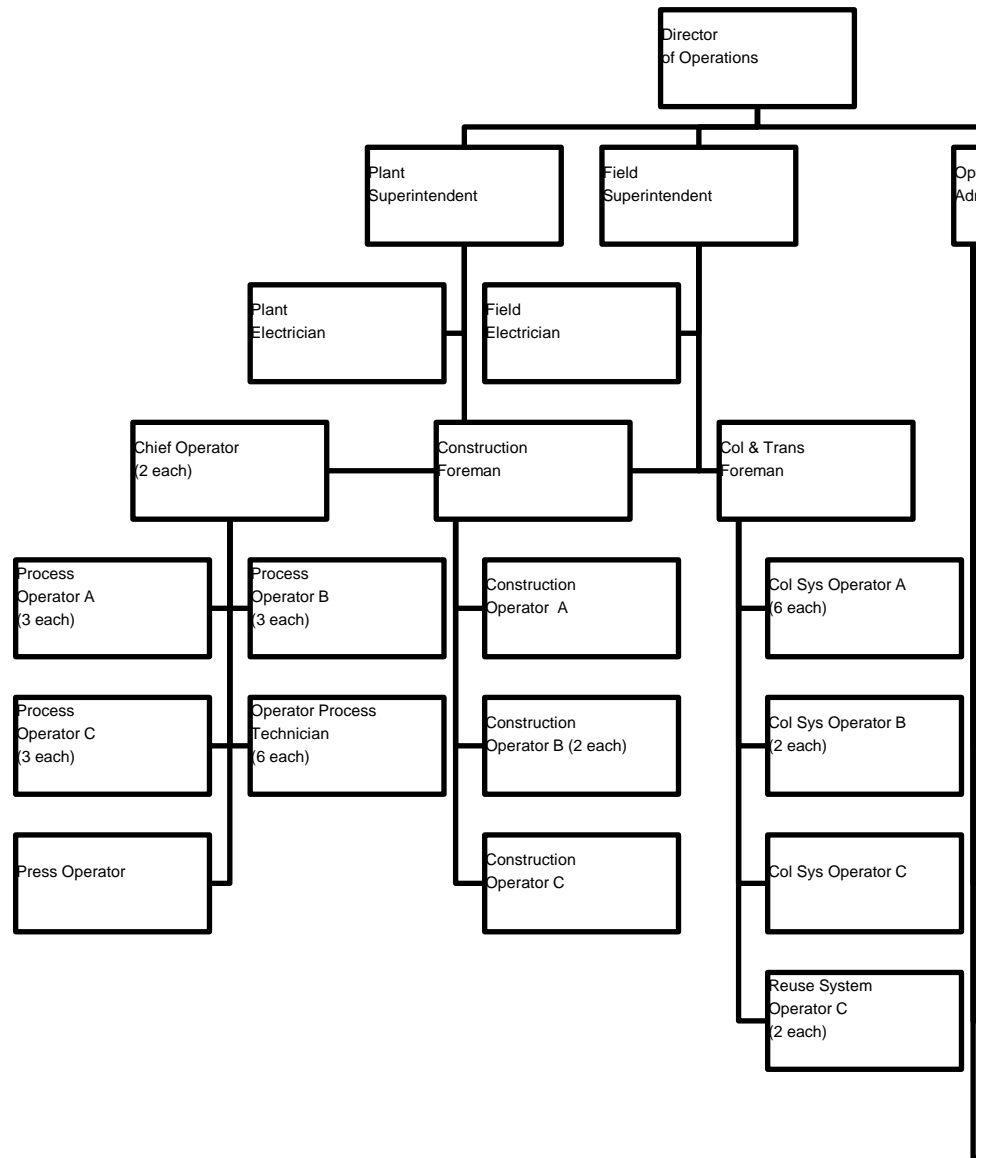 Director
of Operations
Plant
Superintendent
Field
Superintendent
Plant
Electrician
Field
Electrician
Chief Operator
(2 each)
Construction
Foreman
Col & Trans
Foreman
Process
Operator A
(3 each)
Process
Operator B
(3 each)
Construction
Operator A
Col Sys Operator A
(6 each)
Process
Operator C
(3 each)
Operator Process
Technician
(6 each)
Construction
Operator B (2 each)
Col Sys Operator B
(2 each)
Press Operator
Construction
Operator C
Col Sys Operator C
Reuse System
Operator C
(2 each)